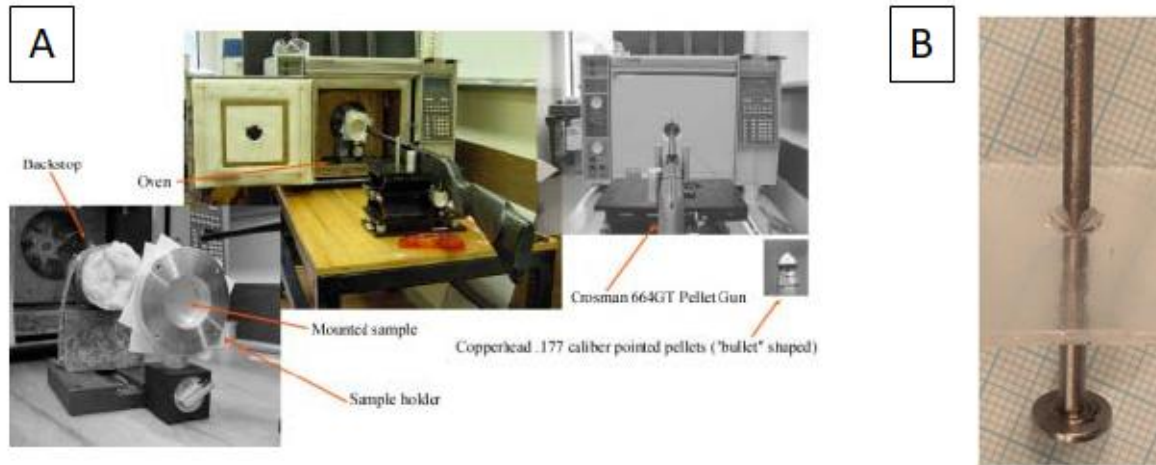 A
B
Backstop
Oven
Crosman 664GT Pellet Gun
Mounted sample
Copperhead .177 caliber pointed pellets ("bullet" shaped)
Sample holder